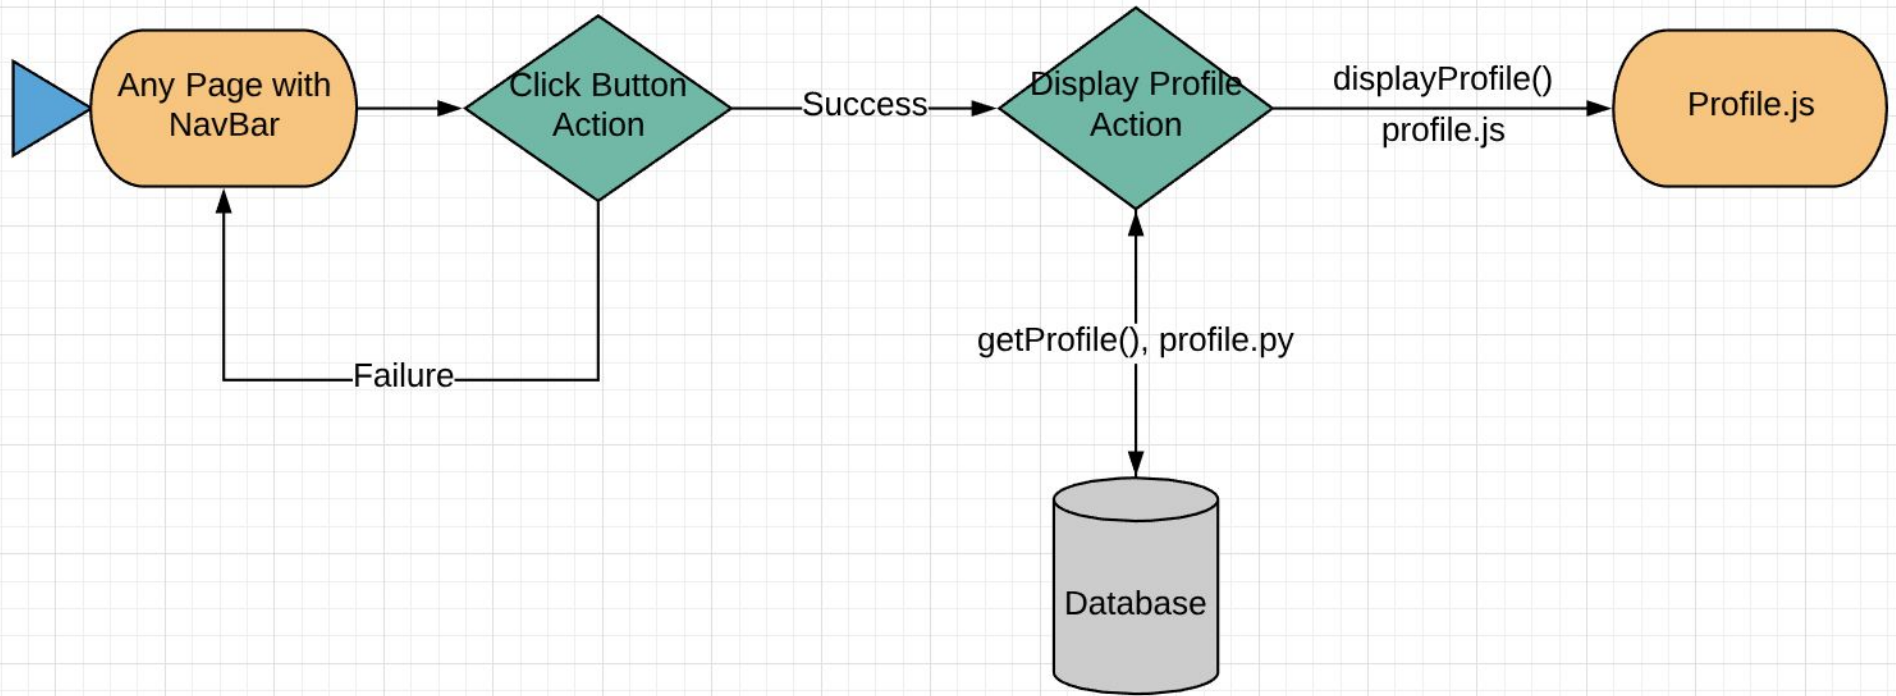 Any Page with
NavBar
Click Button
Action
Success
Display Profile
Action
displayProfile()
profile.js
Profile.js
Failure
getProfile(), profile.py
Database